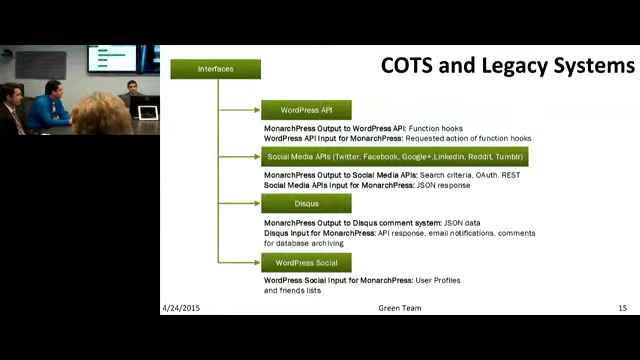 COTS and Legacy Systems
Interfaces
WordPress API
MonarchPress Output to WordPress API: Function hooks
WordPress API Input for MonarchPress: Requested action of function hooks
Social Media APIs (Twitter, Facebook, Google+,LinkedIn, Reddit, Tumblr)
MonarchPress Output to Social Media APIs: Search criteria, OAuth, REST
Social Media APIs Input for MonarchPress: JSON response
Disqus
MonarchPress Output to Disqus comment system: JSON data
Disqus Input for MonarchPress: API response, email notifications, comments
for database archiving
WordPress Social
WordPress Social Input for MonarchPress: User Profiles
and friends lists
4/24/2015
Green Team
15